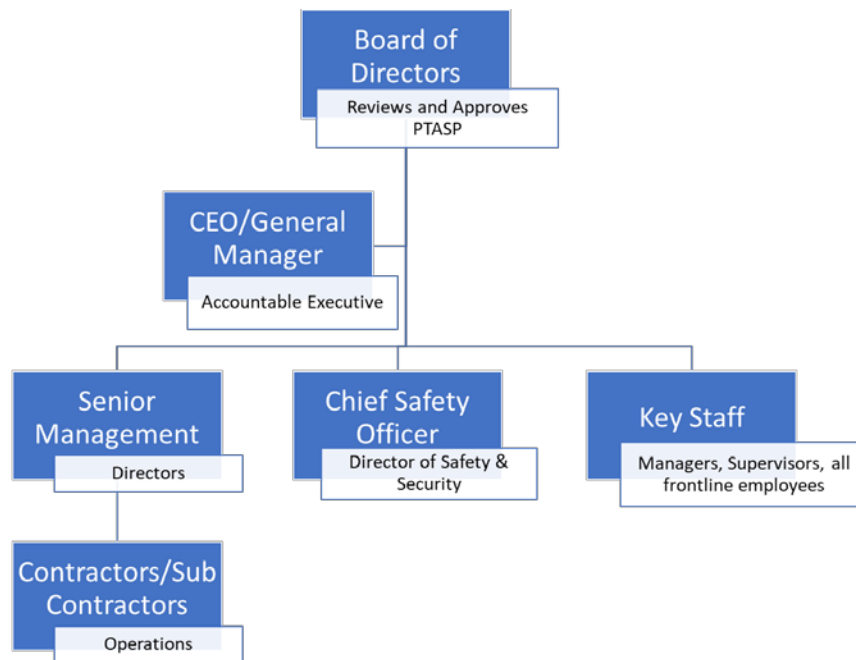 Board of
Directors
Reviews and Approves
PTASP
CEO/General
Manager
Accountable Executive
Senior
Management
Directors
Chief Safety
Officer
Director of Safety &
Security
Key Staff
Managers, Supervisors, all
frontline employees
Contractors/Sub
Contractors
Operations